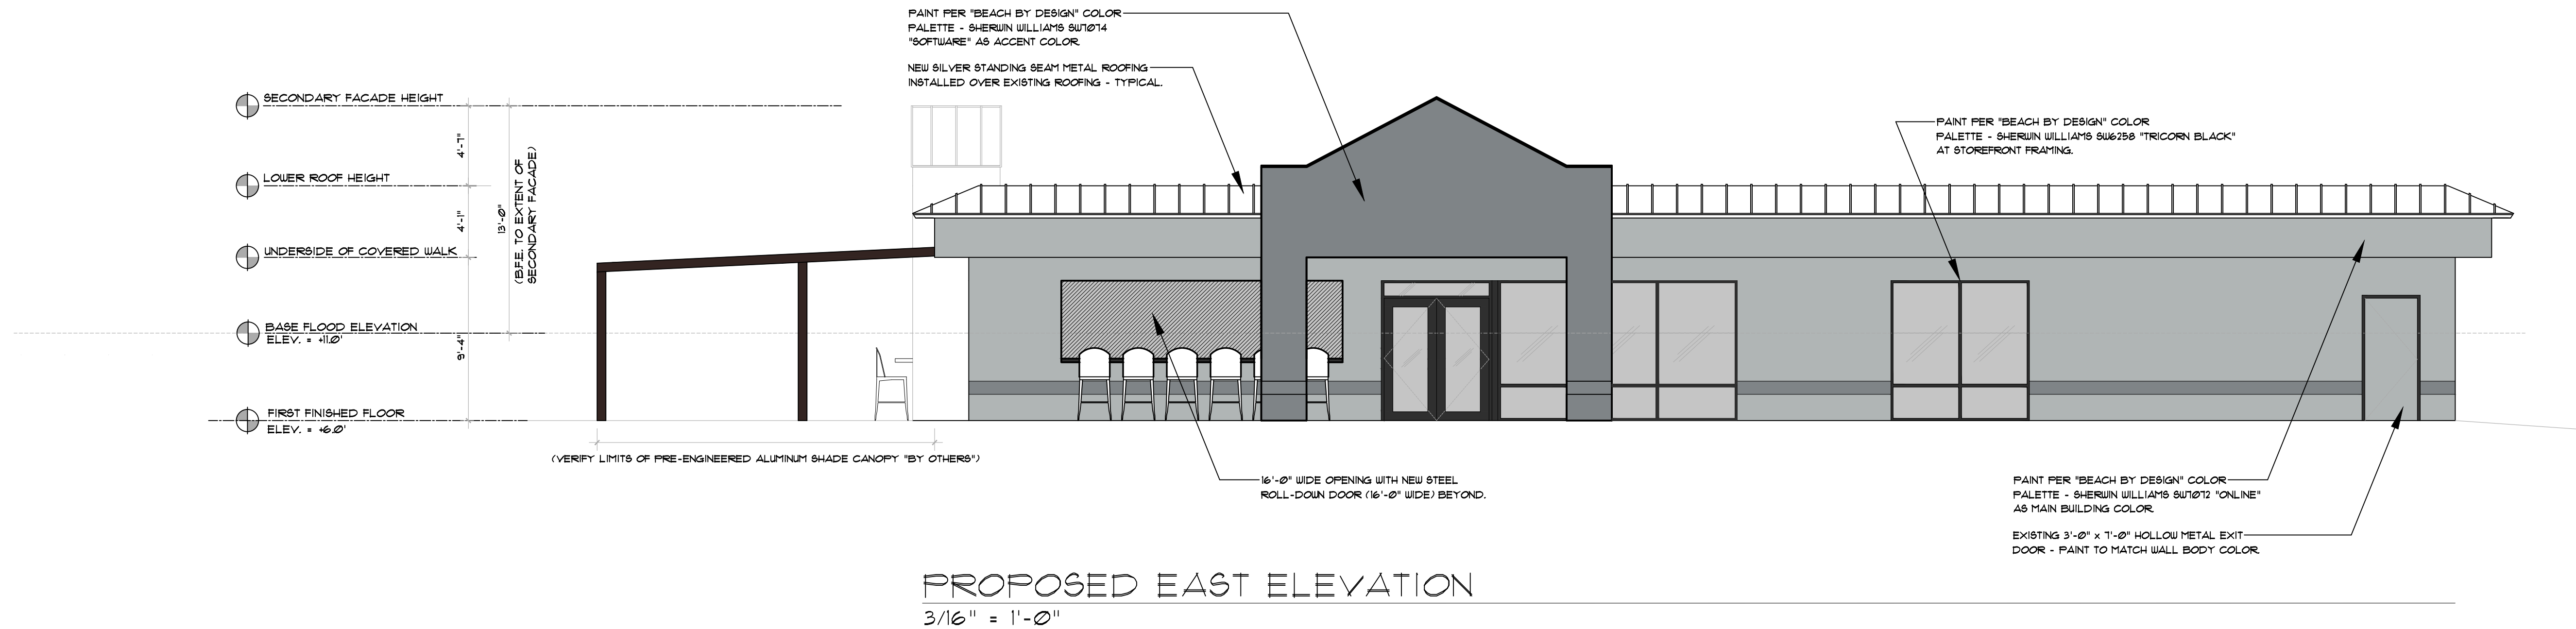 PAINT PER "BEACH BY DESIGN" COLOR
PALETTE - SHERWIN WILLIAMS SW7074
"SOFTWARE" AS ACCENT COLOR.
NEW SILVER STANDING SEAM METAL ROOFING
INSTALLED OVER EXISTING ROOFING - TYPICAL.
SECONDARY FACADE HEIGHT
4'-7"
LOWER ROOF HEIGHT
4'-1"
13'-0"
(B.F.E. TO EXTENT OF
SECONDARY FACADE)
UNDERSIDE OF COVERED WALK
BASE FLOOD ELEVATION
ELEV. = +11.0'
9'-4"
FIRST FINISHED FLOOR
ELEV. = +6.0'
PAINT PER "BEACH BY DESIGN" COLOR
PALETTE - SHERWIN WILLIAMS SW6258 "TRICORN BLACK"
AT STOREFRONT FRAMING.
(VERIFY LIMITS OF PRE-ENGINEERED ALUMINUM SHADE CANOPY "BY OTHERS")
16'-0" WIDE OPENING WITH NEW STEEL
ROLL-DOWN DOOR (16'-0" WIDE) BEYOND.
PAINT PER "BEACH BY DESIGN" COLOR
PALETTE - SHERWIN WILLIAMS SW7072 "ONLINE"
AS MAIN BUILDING COLOR.
EXISTING 3'-0" x 7'-0" HOLLOW METAL EXIT
DOOR - PAINT TO MATCH WALL BODY COLOR.
PROPOSED EAST ELEVATION
3/16" = 1'-0"